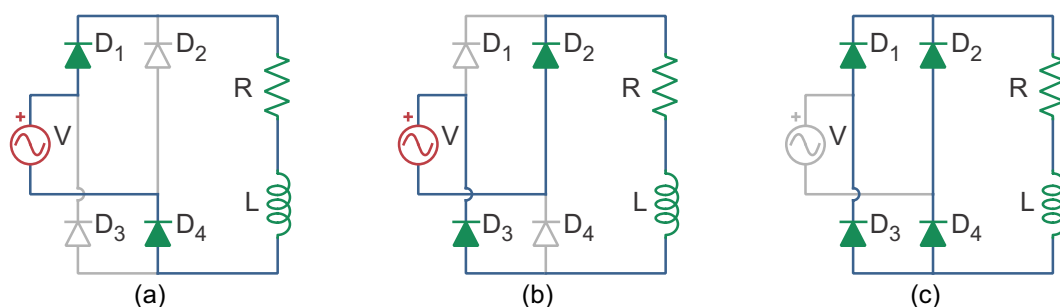 D1 D2
R
+
V
L
D3 D4
(a)
D1 D2
R
+
V
L
D3 D4
(b)
D1 D2
R
+
V
L
D3 D4
(c)